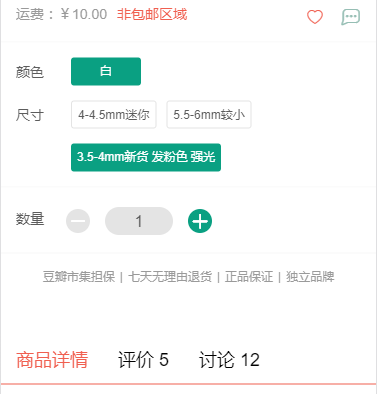 运费：￥10.00 非包邮区域
颜色 白
尺寸 4-4.5mm迷你 5.5-6mm较小
3.5-4mm新货 发粉色 强光
数量 1
豆瓣市集担保 | 七天无理由退货 | 正品保证 | 独立品牌
商品详情 评价 5 讨论 12